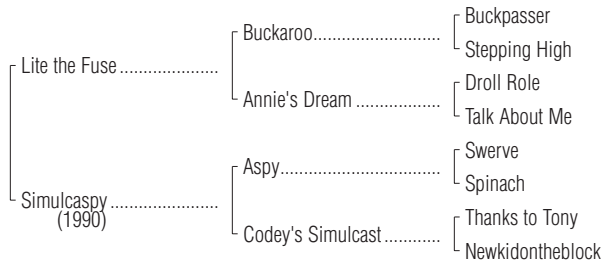 Buckpasser
Buckaroo..............................
Stepping High
Lite the Fuse .......................
Droll Role
Annie's Dream ....................
Talk About Me
Swerve
Aspy......................................
Spinach
Simulcaspy .........................
(1990)
Thanks to Tony
Codey's Simulcast.............
Newkidontheblock